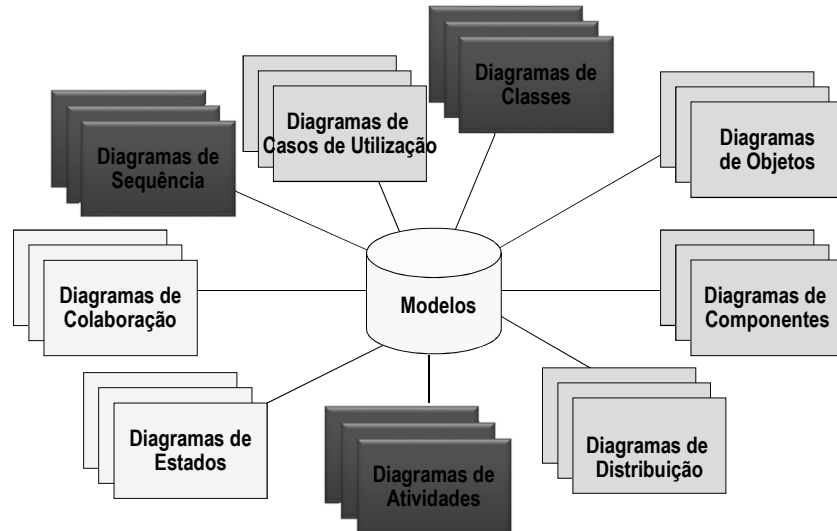 Diagramas de
Classes
Diagramas de
Casos de Utilização
Diagramas
de Objetos
Diagramas de
Sequência
Diagramas de
Colaboração
Modelos
Diagramas de
Componentes
Diagramas de
Estados
Diagramas de
Atividades
Diagramas de
Distribuição